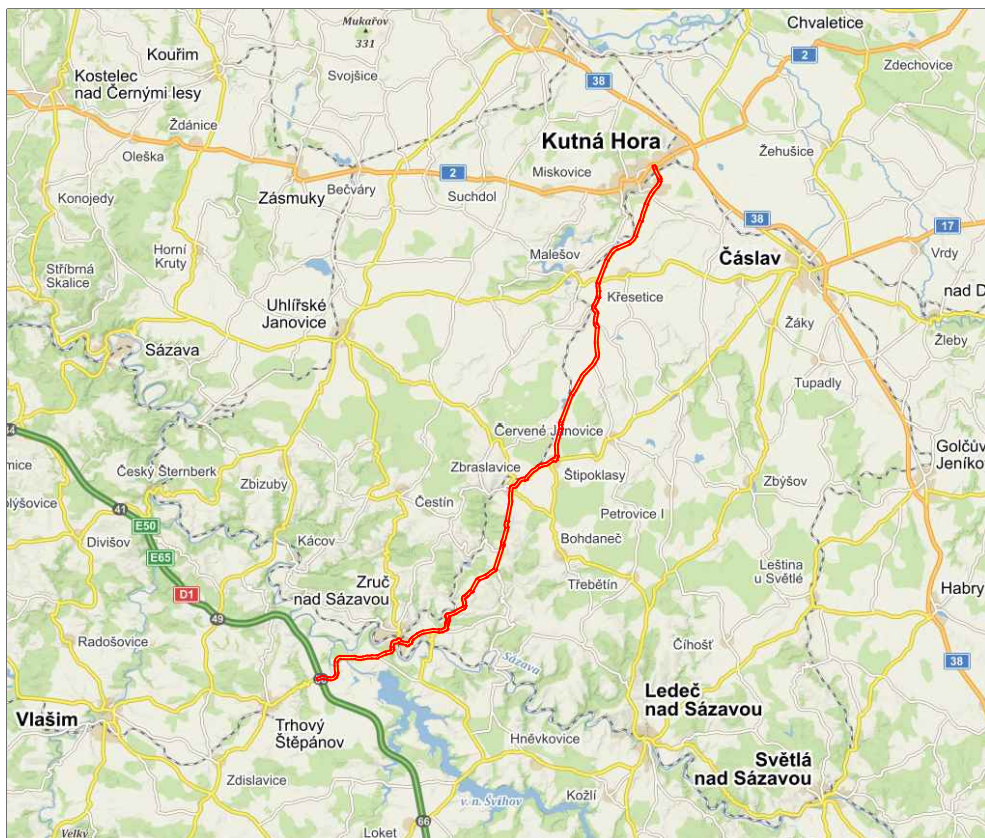 Mukařov
331
Chvaletice
Kouřim
Svojšice
2
Zdechovice
Kostelec
nad Černými lesy
38
Ždánice
Kutná Hora
Oleška
Žehušice
2
Miskovice
Bečváry
Suchdol
Zásmuky
Konojedy
38
17
Horní
Kruty
Malešov
Čáslav
Vrdy
Stříbrná
Skalice
nad D
Uhlířské
Janovice
Křesetice
Žáky
Žleby
Sázava
Tupadly
Červené Janovice
Golčův
Jeníkov
Český Šternberk
Zbraslavice
Štipoklasy
Zbizuby
Zbýšov
Čestín
41
Petrovice I
E50
Divišov
Kácov
Bohdaneč
E65
Leština
u Světlé
Zruč
nad Sázavou
Třebětín
D1
Habry
49
Radošovice
Číhošť
Sázava
38
Ledeč
nad Sázavou
Vlašim
Trhový
Štěpánov
Hněvkovice
Světlá
nad Sázavou
Zdislavice
Kožlí
v. n. Švihov
66
Velký
Loket